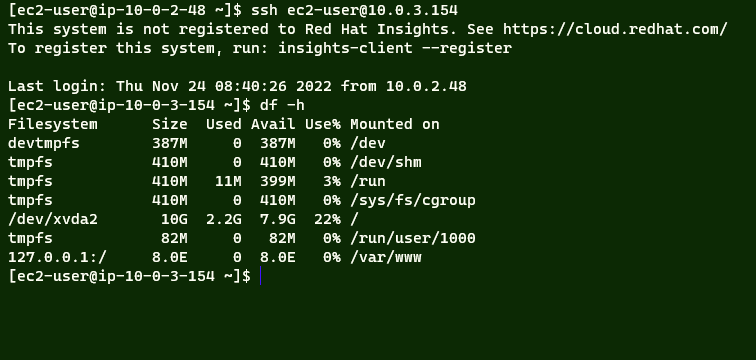 [ec2-user@ip-10-0-2-48 ~]$ ssh ec2-user@10.0.3.154
This system is not registered to Red Hat Insights. See https://cloud.redhat.com/
To register this system, run: insights-client --register

Last login: Thu Nov 24 08:40:26 2022 from 10.0.2.48
[ec2-user@ip-10-0-3-154 ~]$ df -h
Filesystem      Size  Used Avail Use% Mounted on
devtmpfs        387M     0  387M   0% /dev
tmpfs           410M     0  410M   0% /dev/shm
tmpfs           410M   11M  399M   3% /run
tmpfs           410M     0  410M   0% /sys/fs/cgroup
/dev/xvda2       10G  2.2G  7.9G  22% /
tmpfs            82M     0   82M   0% /run/user/1000
127.0.0.1:/     8.0E     0  8.0E   0% /var/www
[ec2-user@ip-10-0-3-154 ~]$